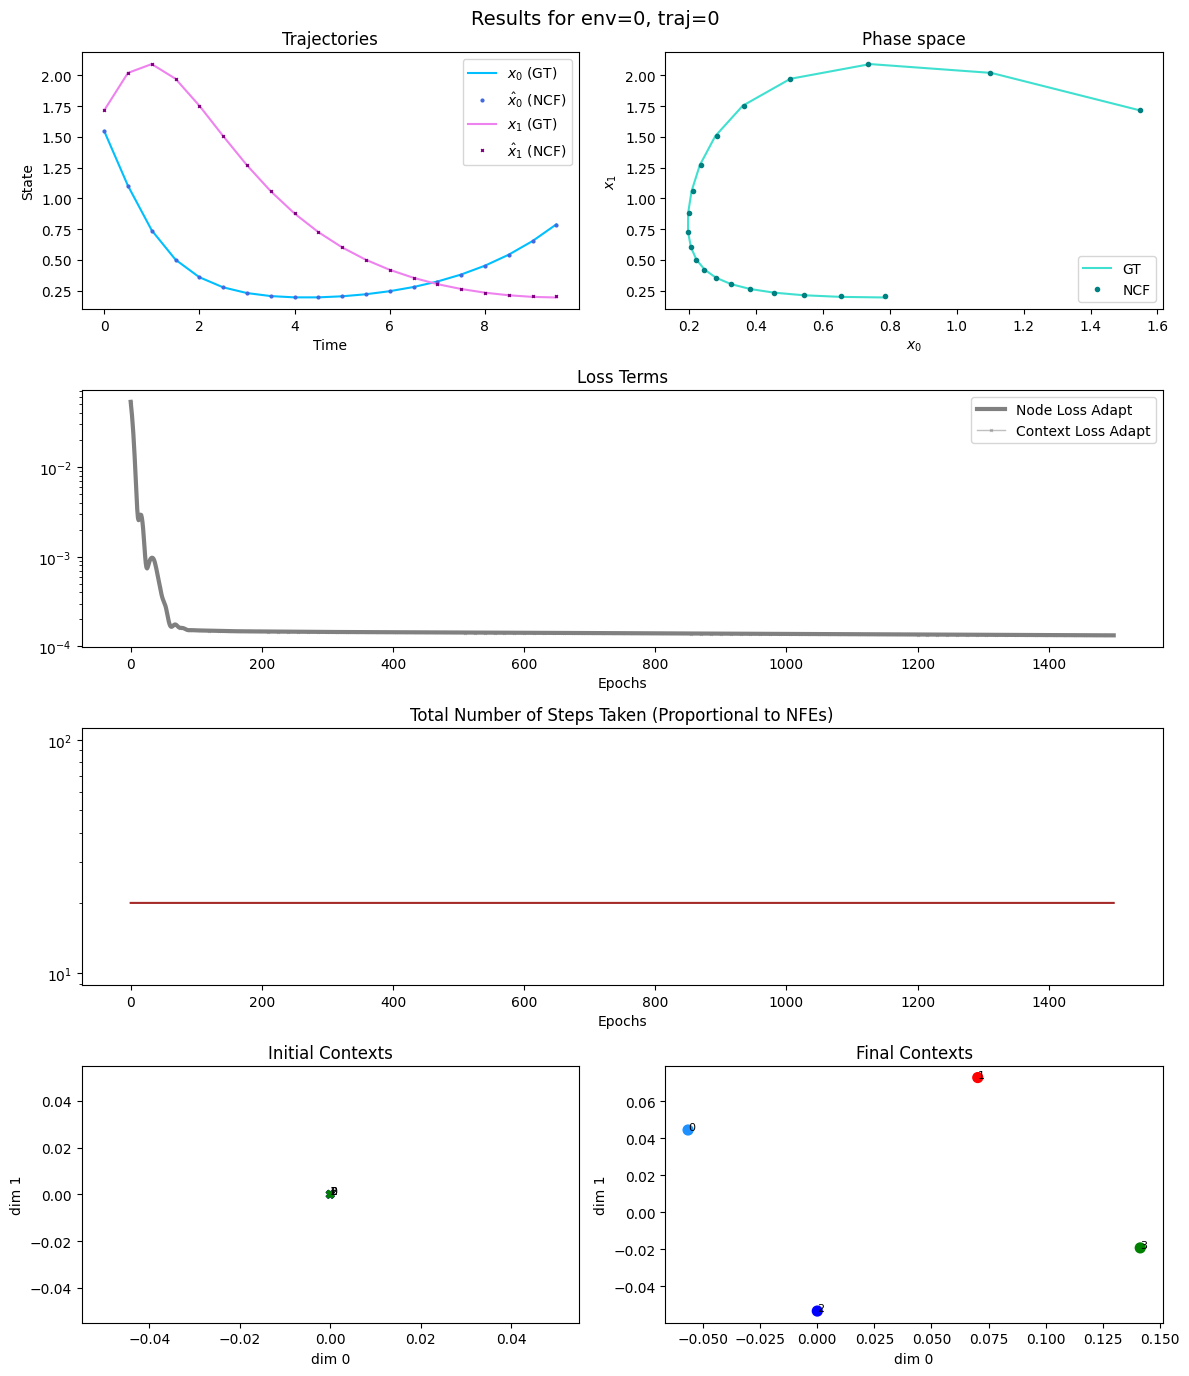 Results for env=0, traj=0
Trajectories
2.00
1.75
1.50
1.25
1.00
0.75
0.50
0.25
State
x_0 (GT)
x̂_0 (NCF)
x_1 (GT)
x̂_1 (NCF)
0 2 4 6 8
Time
Phase space
2.00
1.75
1.50
1.25
1.00
0.75
0.50
0.25
x_1
GT
NCF
0.2 0.4 0.6 0.8 1.0 1.2 1.4 1.6
x_0
Loss Terms
10^−2
10^−3
10^−4
Node Loss Adapt
Context Loss Adapt
0 200 400 600 800 1000 1200 1400
Epochs
Total Number of Steps Taken (Proportional to NFEs)
10^2
10^1
0 200 400 600 800 1000 1200 1400
Epochs
Initial Contexts
0.04
0.02
0.00
−0.02
−0.04
dim 1
−0.04 −0.02 0.00 0.02 0.04
dim 0
Final Contexts
0.06
0.04
0.02
0.00
−0.02
−0.04
dim 1
1
0
3
2
−0.050 −0.025 0.000 0.025 0.050 0.075 0.100 0.125 0.150
dim 0